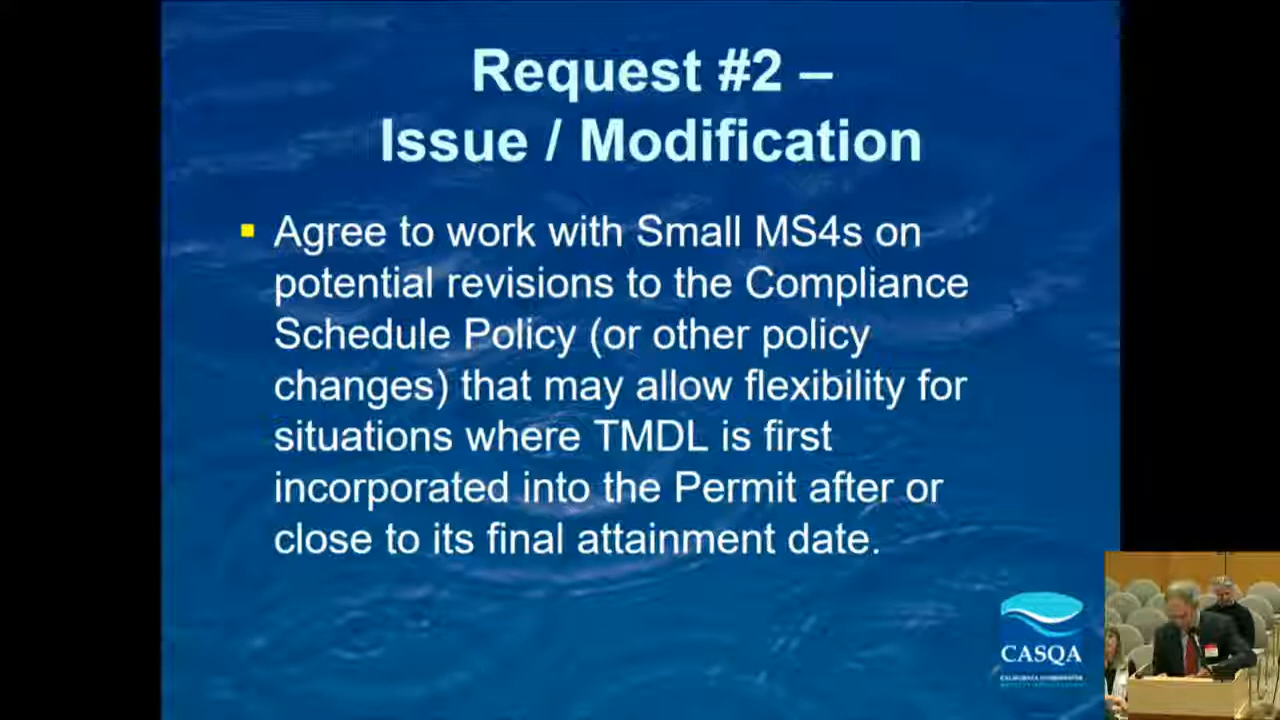 Request #2 –
Issue / Modification
Agree to work with Small MS4s on
potential revisions to the Compliance
Schedule Policy (or other policy
changes) that may allow flexibility for
situations where TMDL is first
incorporated into the Permit after or
close to its final attainment date.
CASQA